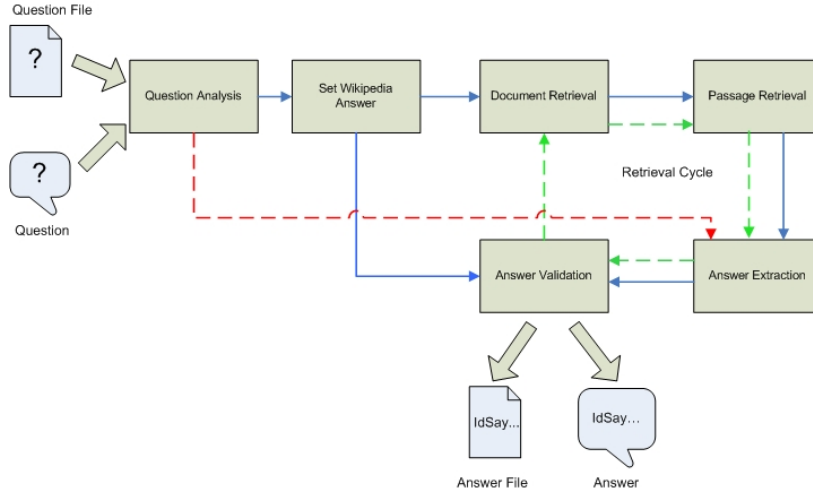 Question File
?
Question Analysis
Set Wikipedia
Answer
Document Retrieval
Passage Retrieval
?
Question
Retrieval Cycle
Answer Validation
Answer Extraction
IdSay...
IdSay...
Answer File
Answer